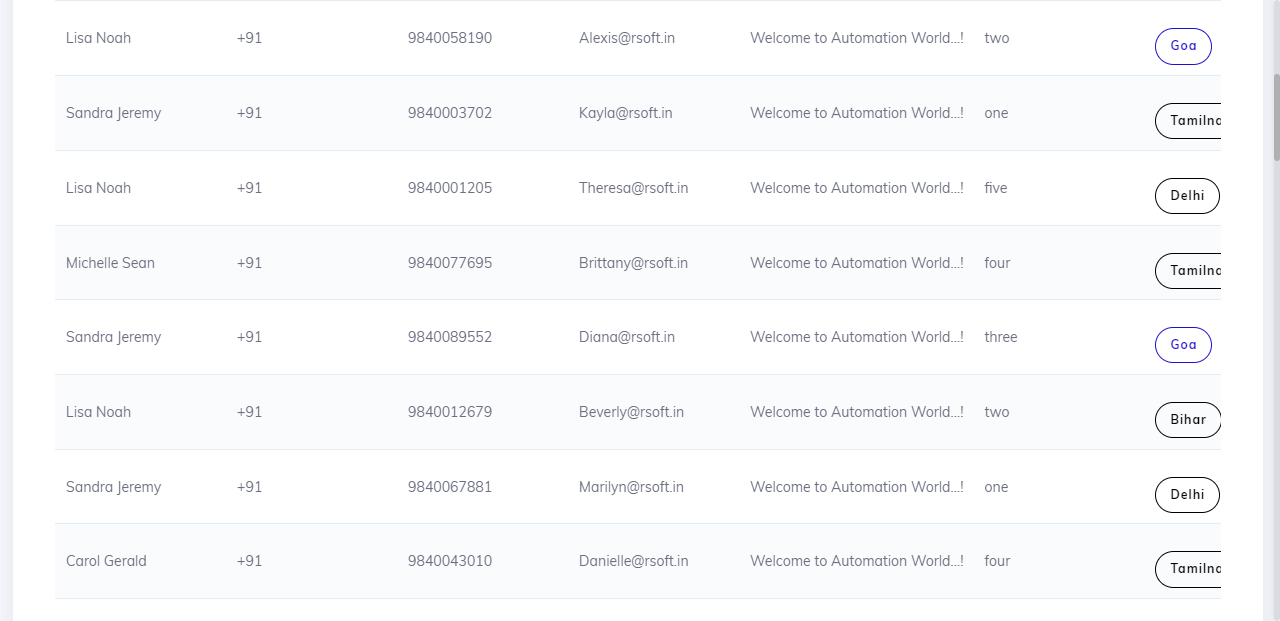 Lisa Noah +91 9840058190 Alexis@rsoft.in Welcome to Automation World...! two Goa
Sandra Jeremy +91 9840003702 Kayla@rsoft.in Welcome to Automation World...! one Tamilna
Lisa Noah +91 9840001205 Theresa@rsoft.in Welcome to Automation World...! five Delhi
Michelle Sean +91 9840077695 Brittany@rsoft.in Welcome to Automation World...! four Tamilna
Sandra Jeremy +91 9840089552 Diana@rsoft.in Welcome to Automation World...! three Goa
Lisa Noah +91 9840012679 Beverly@rsoft.in Welcome to Automation World...! two Bihar
Sandra Jeremy +91 9840067881 Marilyn@rsoft.in Welcome to Automation World...! one Delhi
Carol Gerald +91 9840043010 Danielle@rsoft.in Welcome to Automation World...! four Tamilna